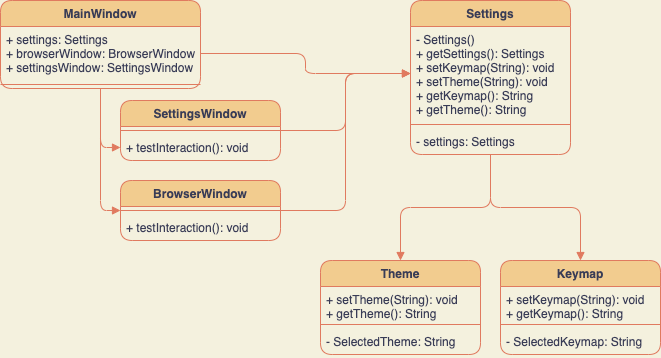 MainWindow
+ settings: Settings
+ browserWindow: BrowserWindow
+ settingsWindow: SettingsWindow
Settings
- Settings()
+ getSettings(): Settings
+ setKeymap(String): void
+ setTheme(String): void
+ getKeymap(): String
+ getTheme(): String
- settings: Settings
SettingsWindow
+ testInteraction(): void
BrowserWindow
+ testInteraction(): void
Theme
+ setTheme(String): void
+ getTheme(): String
- SelectedTheme: String
Keymap
+ setKeymap(String): void
+ getKeymap(): String
- SelectedKeymap: String